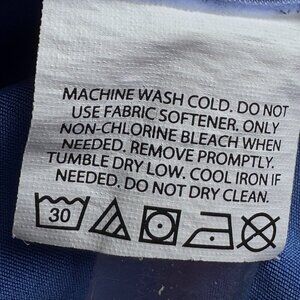 MACHINE WASH COLD. DO NOT
USE FABRIC SOFTENER. ONLY
NON-CHLORINE BLEACH WHEN
NEEDED. REMOVE PROMPTLY.
TUMBLE DRY LOW. COOL IRON IF
NEEDED. DO NOT DRY CLEAN.
30